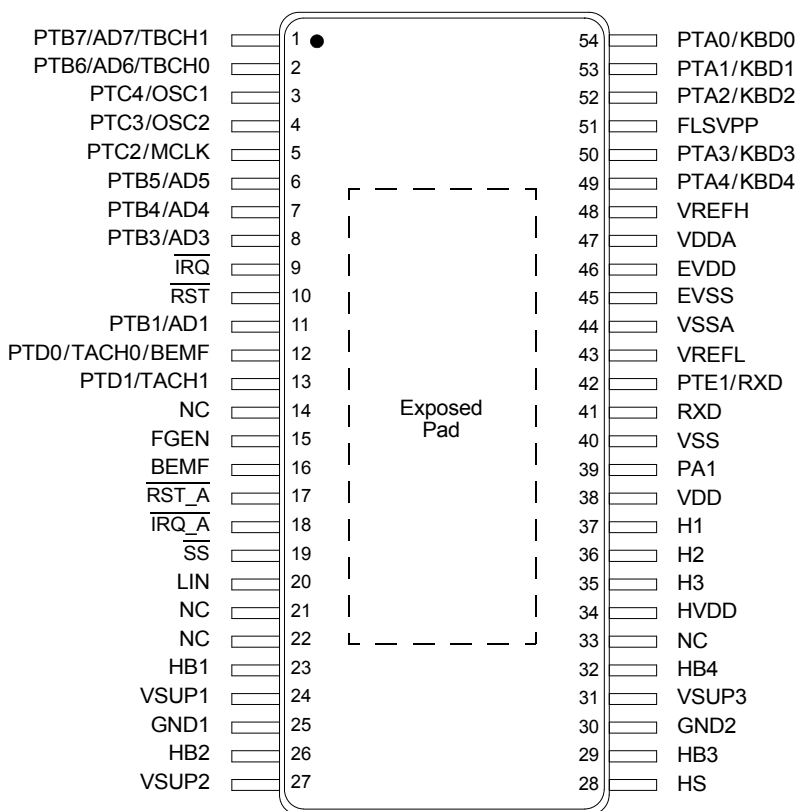 PTB7/AD7/TBCH1 1 54 PTA0/KBD0
PTB6/AD6/TBCH0 2 53 PTA1/KBD1
PTC4/OSC1 3 52 PTA2/KBD2
PTC3/OSC2 4 51 FLSVPP
PTC2/MCLK 5 50 PTA3/KBD3
PTB5/AD5 6 49 PTA4/KBD4
PTB4/AD4 7 48 VREFH
PTB3/AD3 8 47 VDDA
IRQ 9 46 EVDD
RST 10 45 EVSS
PTB1/AD1 11 44 VSSA
PTD0/TACH0/BEMF 12 43 VREFL
PTD1/TACH1 13 42 PTE1/RXD
NC 14 Exposed 41 RXD
FGEN 15 Pad 40 VSS
BEMF 16 39 PA1
RST_A 17 38 VDD
IRQ_A 18 37 H1
SS 19 36 H2
LIN 20 35 H3
NC 21 34 HVDD
NC 22 33 NC
HB1 23 32 HB4
VSUP1 24 31 VSUP3
GND1 25 30 GND2
HB2 26 29 HB3
VSUP2 27 28 HS